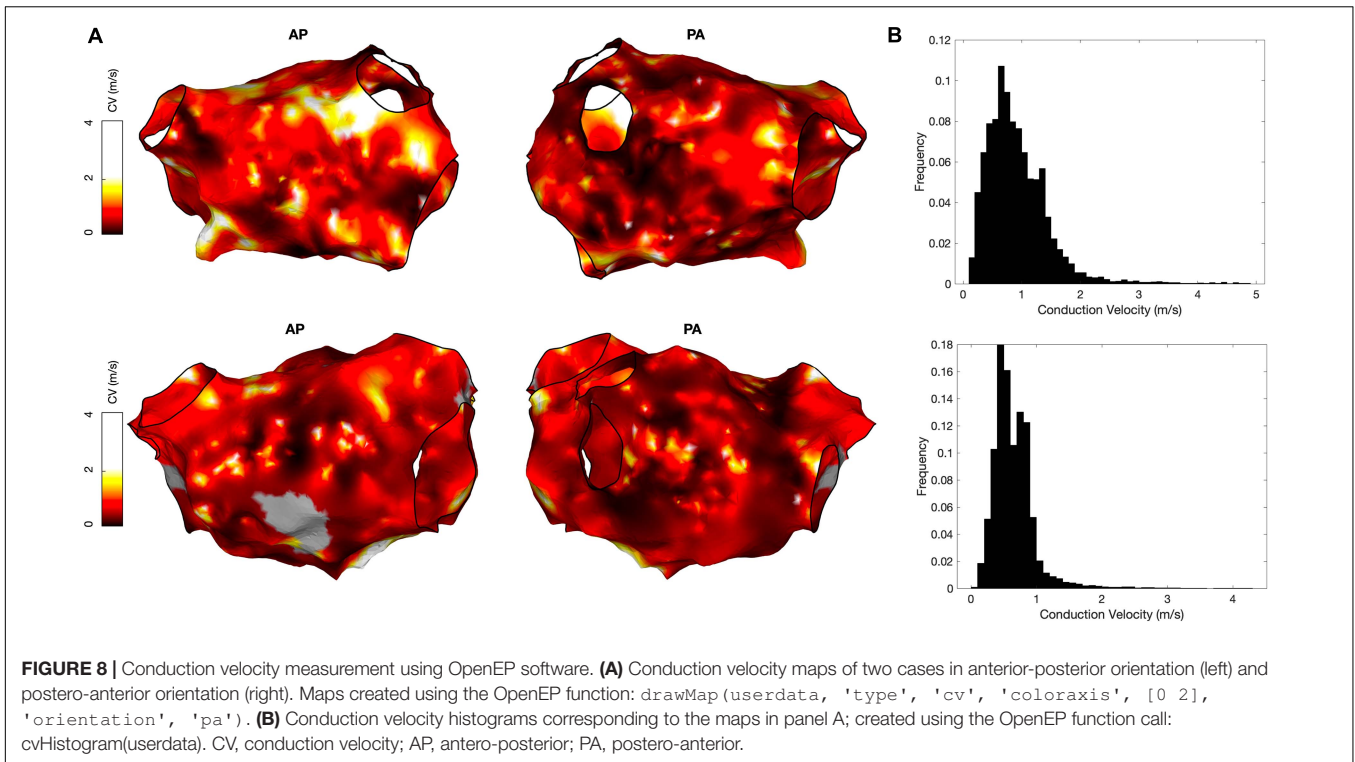 A
AP
PA
B
CV (m/s)
4
2
0
0.12
0.1
0.08
0.06
0.04
0.02
0
Frequency
0 1 2 3 4 5
Conduction Velocity (m/s)
AP
PA
CV (m/s)
4
2
0
0.18
0.16
0.14
0.12
0.1
0.08
0.06
0.04
0.02
0
Frequency
0 1 2 3 4
Conduction Velocity (m/s)
FIGURE 8 | Conduction velocity measurement using OpenEP software. (A) Conduction velocity maps of two cases in anterior-posterior orientation (left) and
postero-anterior orientation (right). Maps created using the OpenEP function: drawMap(userdata, 'type', 'cv', 'coloraxis', [0 2],
'orientation', 'pa'). (B) Conduction velocity histograms corresponding to the maps in panel A; created using the OpenEP function call:
cvHistogram(userdata). CV, conduction velocity; AP, antero-posterior; PA, postero-anterior.